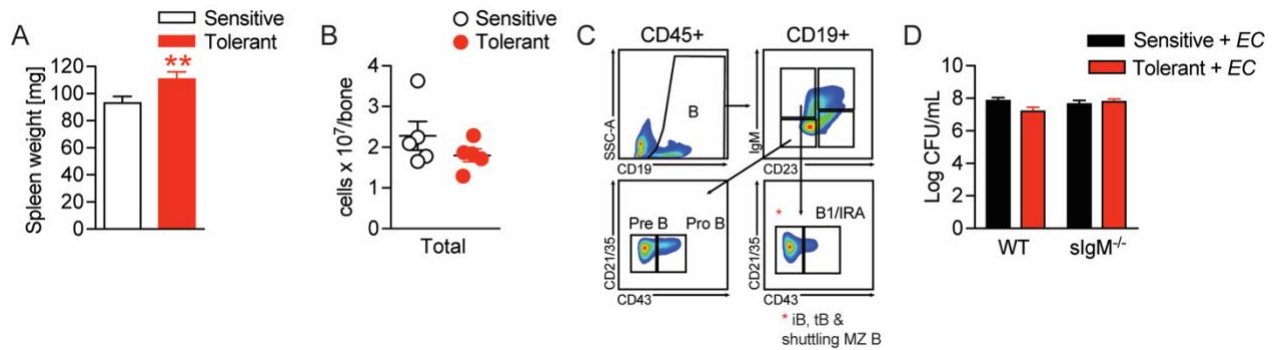 A
Sensitive
Tolerant
**
Spleen weight [mg]
120
100
80
60
40
20
0
B
Sensitive
Tolerant
cells x 10⁷/bone
4
3
2
1
0
Total
C
CD45+
CD19+
B
SSC-A
CD19
IgM
CD23
Pre B
Pro B
CD21/35
CD43
*
B1/IRA
CD21/35
CD43
* iB, tB &
shuttling MZ B
D
Sensitive + EC
Tolerant + EC
Log CFU/mL
10
8
6
4
2
0
WT
sIgM⁻/⁻